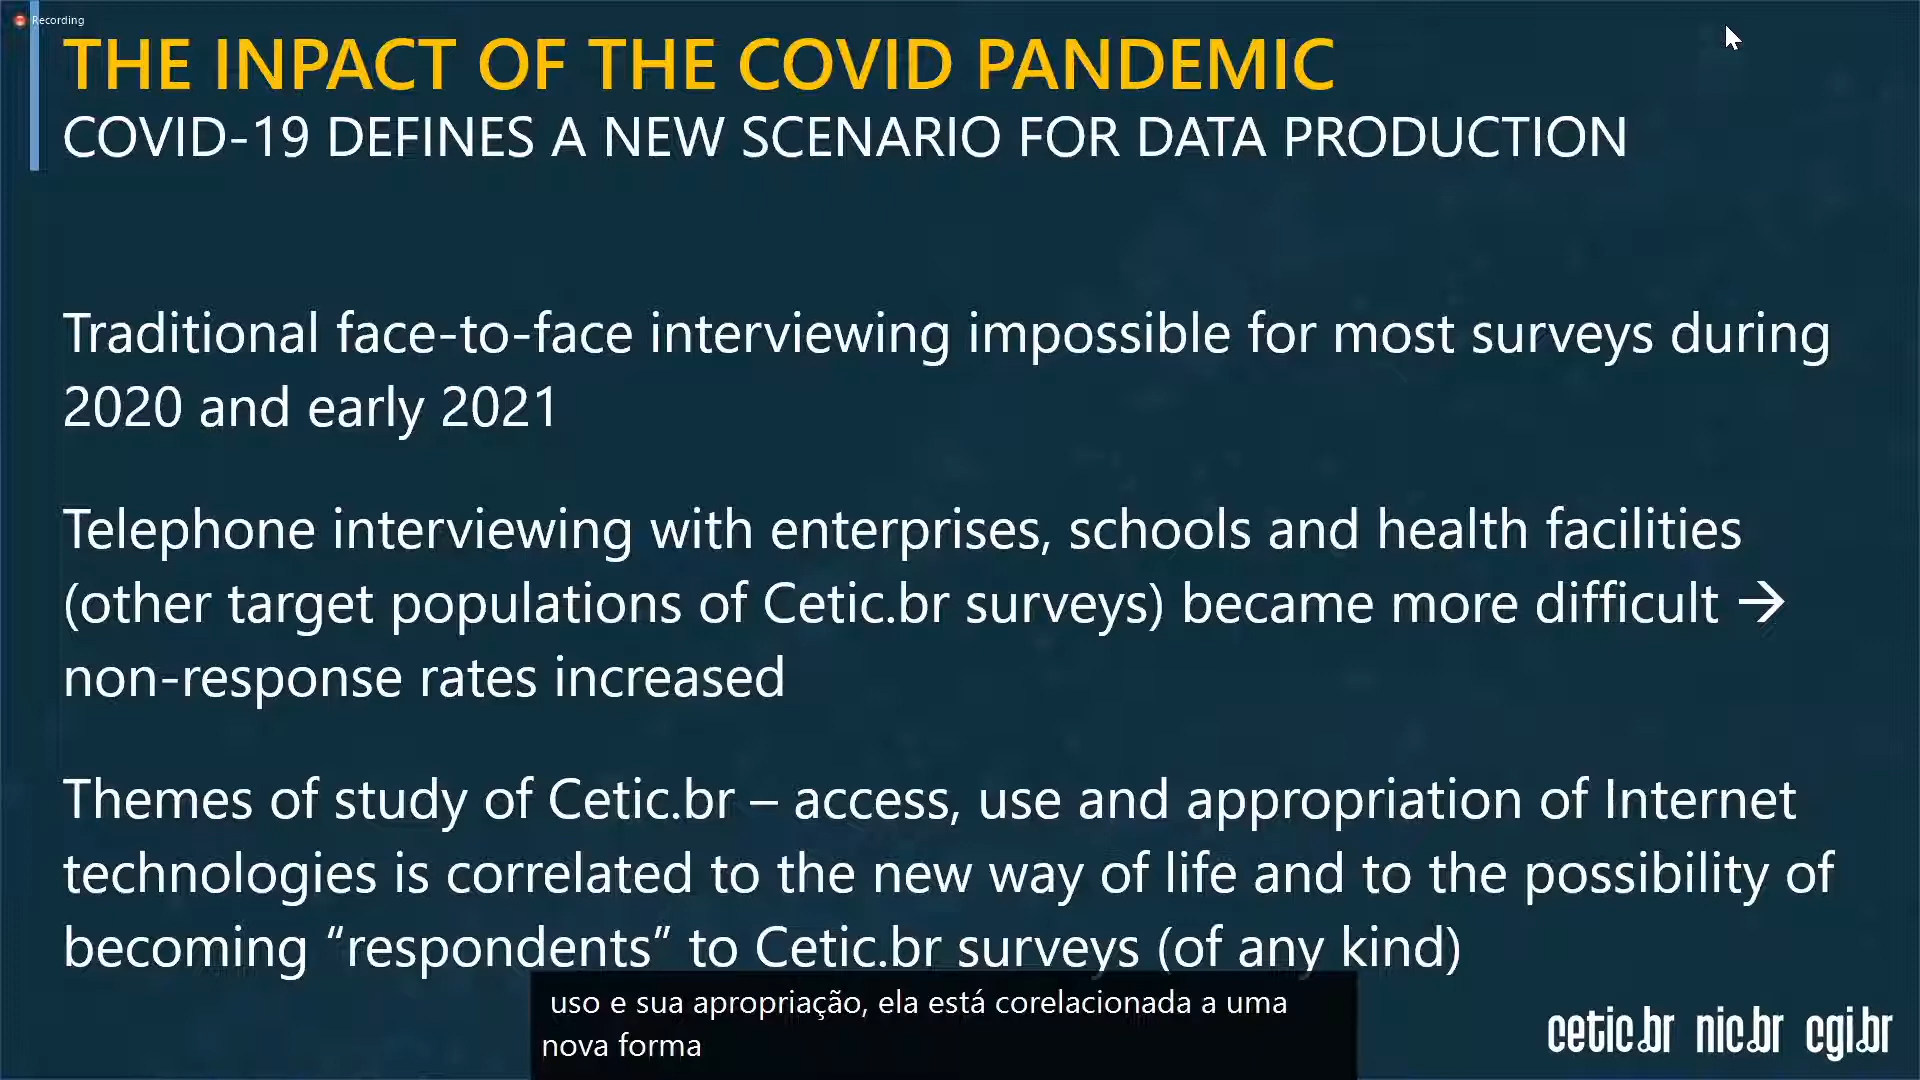 Recording
THE INPACT OF THE COVID PANDEMIC
COVID-19 DEFINES A NEW SCENARIO FOR DATA PRODUCTION
Traditional face-to-face interviewing impossible for most surveys during
2020 and early 2021
Telephone interviewing with enterprises, schools and health facilities
(other target populations of Cetic.br surveys) became more difficult →
non-response rates increased
Themes of study of Cetic.br – access, use and appropriation of Internet
technologies is correlated to the new way of life and to the possibility of
becoming “respondents” to Cetic.br surveys (of any kind)
uso e sua apropriação, ela está corelacionada a uma
nova forma
cetic.br nic.br cgi.br